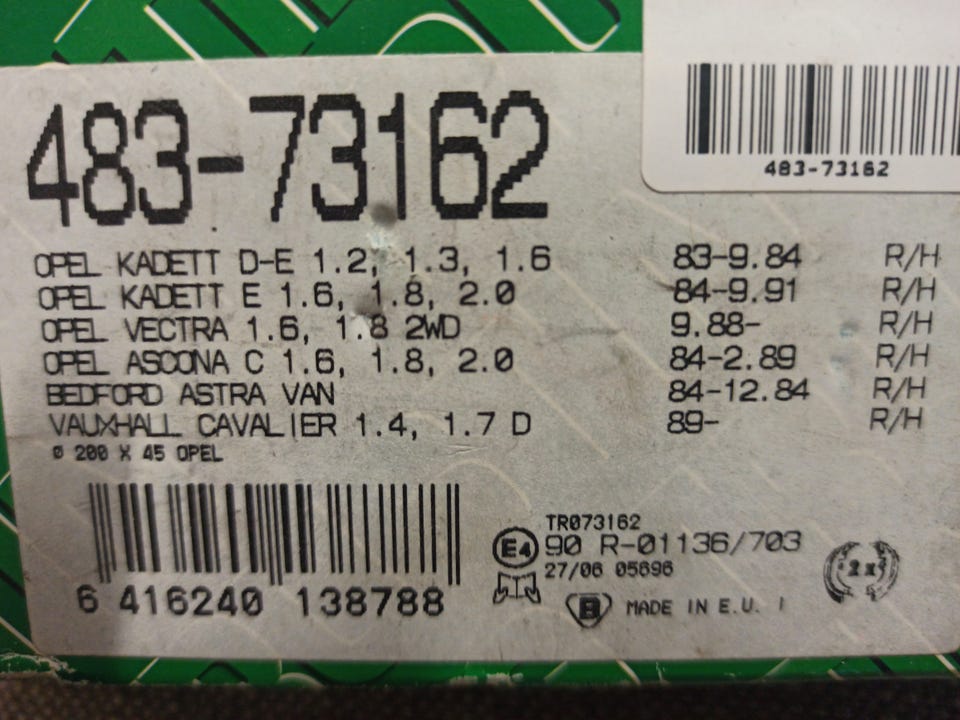 483-73162
483-73162
OPEL KADETT D-E 1.2, 1.3, 1.6 83-9.84 R/H
OPEL KADETT E 1.6, 1.8, 2.0 84-9.91 R/H
OPEL VECTRA 1.6, 1.8 2WD 9.88- R/H
OPEL ASCONA C 1.6, 1.8, 2.0 84-2.89 R/H
BEDFORD ASTRA VAN 84-12.84 R/H
VAUXHALL CAVALIER 1.4, 1.7 D 89- R/H
Ø 200 X 45 OPEL
TR073162
E4 90 R-01136/703
27/06 05696
6 416240 138788
B MADE IN E.U. I
2x